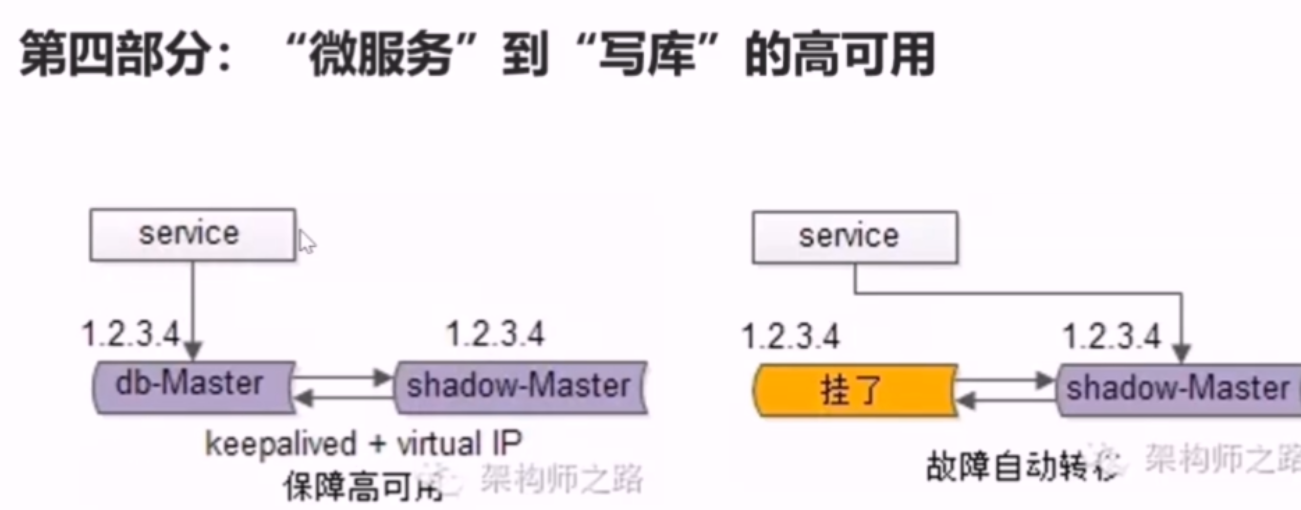 第四部分：“微服务”到“写库”的高可用
service
1.2.3.4
1.2.3.4
db-Master
shadow-Master
keepalived + virtual IP
保障高可用
架构师之路
service
1.2.3.4
1.2.3.4
挂了
shadow-Master
故障自动转移
架构师之路